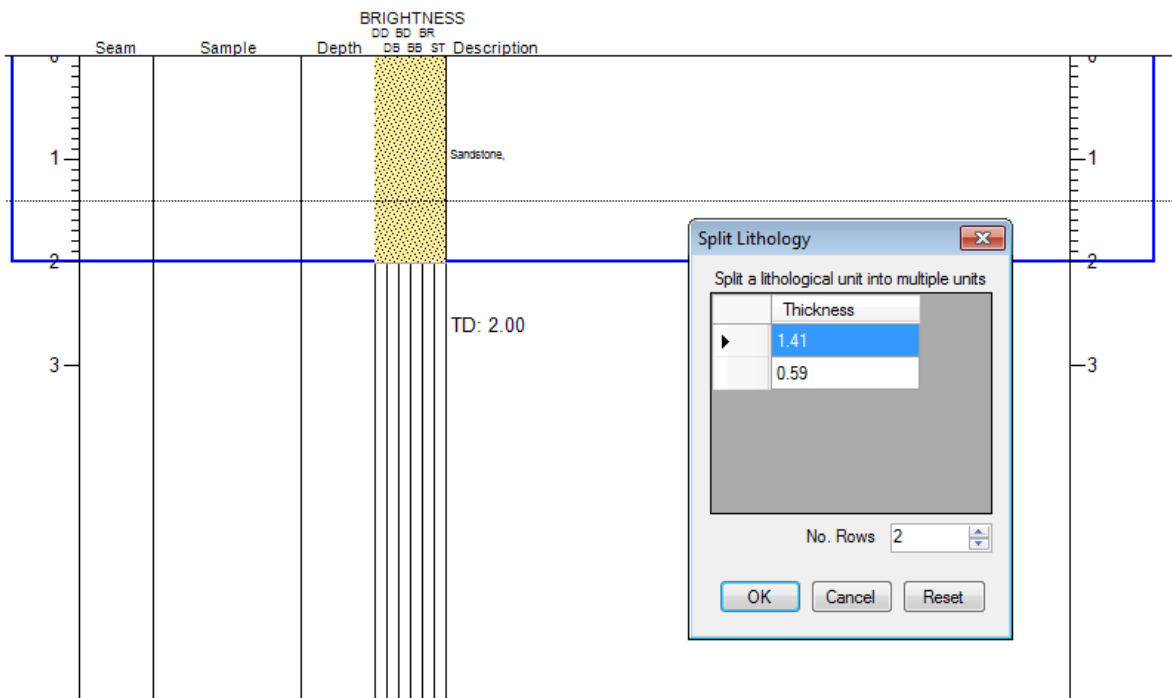 BRIGHTNESS
DD BD BR
Seam Sample Depth DB BB ST Description
0 0
1 Sandstone, 1
Split Lithology
2 2
Split a lithological unit into multiple units
Thickness
TD: 2.00
1.41
3 3
0.59
No. Rows 2
OK Cancel Reset